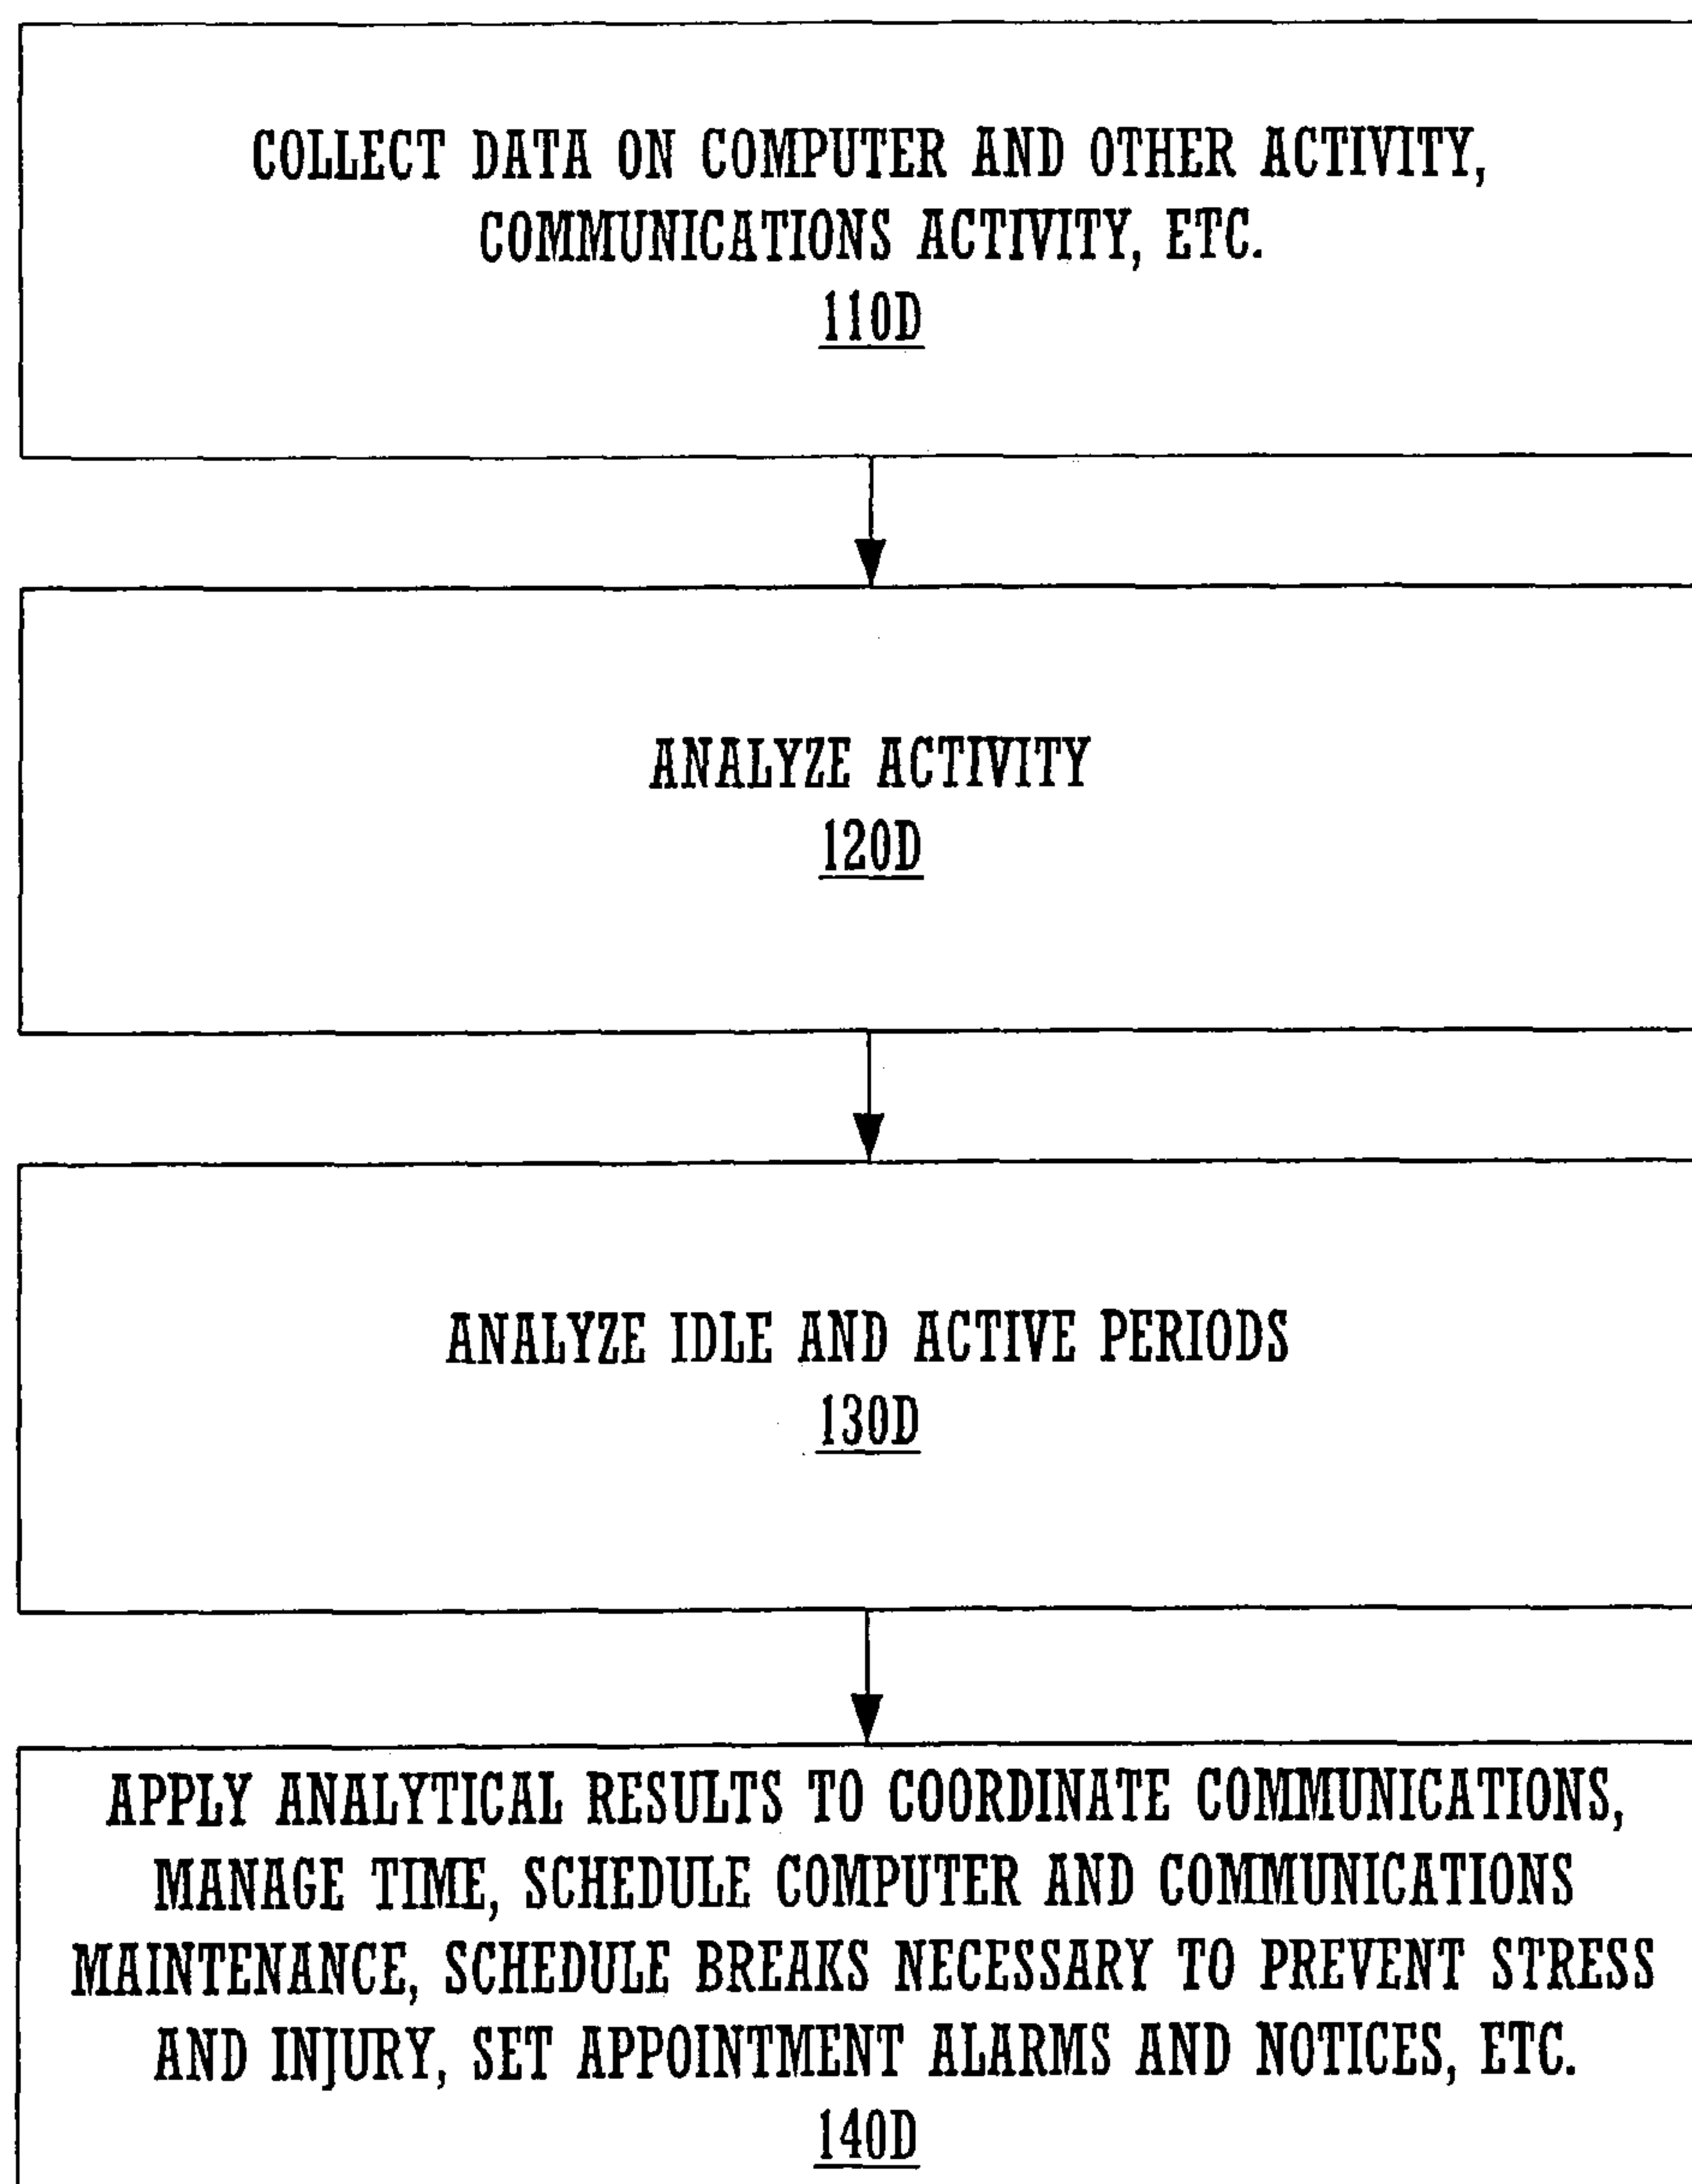 COLLECT DATA ON COMPUTER AND OTHER ACTIVITY,
COMMUNICATIONS ACTIVITY, ETC.
110D
ANALYZE ACTIVITY
120D
ANALYZE IDLE AND ACTIVE PERIODS
130D
APPLY ANALYTICAL RESULTS TO COORDINATE COMMUNICATIONS,
MANAGE TIME, SCHEDULE COMPUTER AND COMMUNICATIONS
MAINTENANCE, SCHEDULE BREAKS NECESSARY TO PREVENT STRESS
AND INJURY, SET APPOINTMENT ALARMS AND NOTICES, ETC.
140D